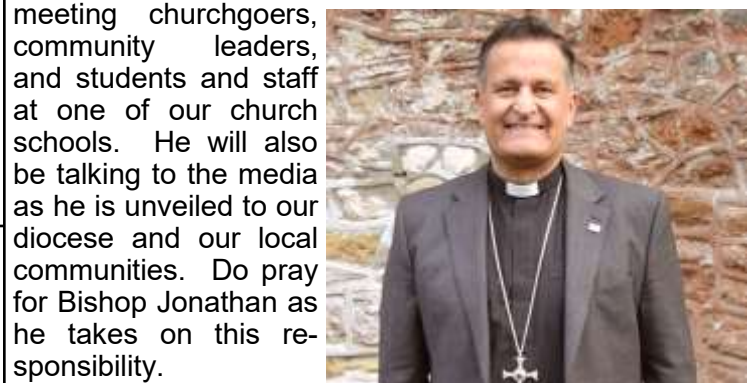 meeting churchgoers,
community leaders,
and students and staff
at one of our church
schools. He will also
be talking to the media
as he is unveiled to our
diocese and our local
communities. Do pray
for Bishop Jonathan as
he takes on this re-
sponsibility.